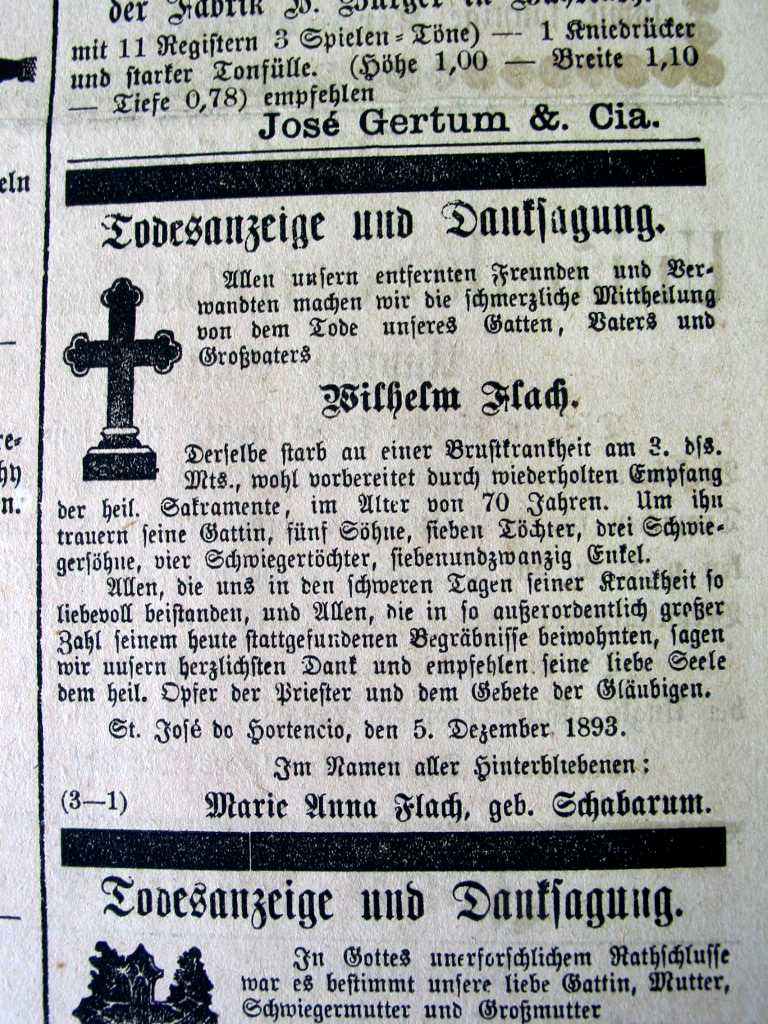 der Fabrik
mit 11 Registern 3 Spielen-Töne) — 1 Kniedrücker
und starker Tonfülle. (Höhe 1,00 — Breite 1,10
— Tiefe 0,78) empfehlen
José Gertum &. Cia.
eln
Todesanzeige und Danksagung.
Allen unsern entfernten Freunden und Ver-
wandten machen wir die schmerzliche Mittheilung
von dem Tode unseres Gatten, Vaters und
Großvaters
Wilhelm Flach.
Derselbe starb an einer Brustkrankheit am 3. dss.
Mts., wohl vorbereitet durch wiederholten Empfang
der heil. Sakramente, im Alter von 70 Jahren. Um ihn
trauern seine Gattin, fünf Söhne, sieben Töchter, drei Schwie-
gersöhne, vier Schwiegertöchter, siebenundzwanzig Enkel.
Allen, die uns in den schweren Tagen seiner Krankheit so
liebevoll beistanden, und Allen, die in so außerordentlich großer
Zahl seinem heute stattgefundenen Begräbnisse beiwohnten, sagen
wir unsern herzlichsten Dank und empfehlen seine liebe Seele
dem heil. Opfer der Priester und dem Gebete der Gläubigen.
St. José do Hortencio, den 5. Dezember 1893.
Im Namen aller Hinterbliebenen:
(3—1) Marie Anna Flach, geb. Schabarum.
Todesanzeige und Danksagung.
In Gottes unerforschlichem Rathschlusse
war es bestimmt unsere liebe Gattin, Mutter,
Schwiegermutter und Großmutter